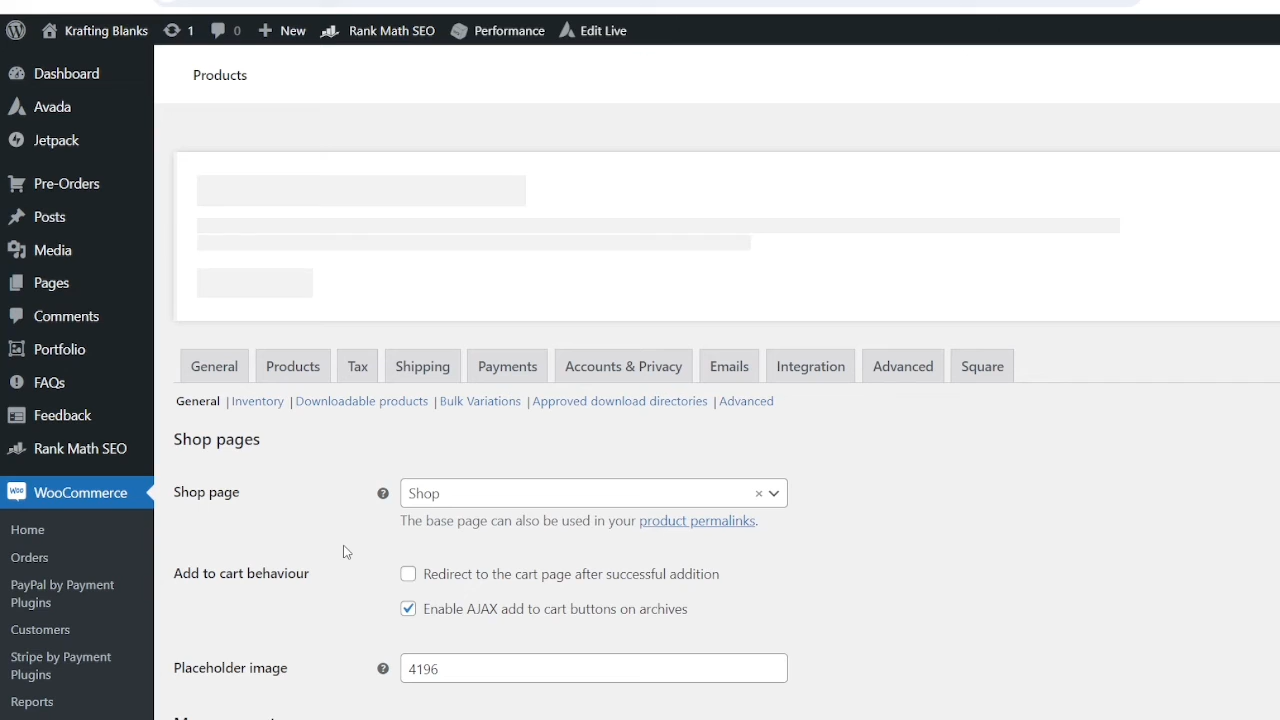 Krafting Blanks 1 0 New Rank Math SEO Performance Edit Live
Dashboard
Avada
Jetpack
Pre-Orders
Posts
Media
Pages
Comments
Portfolio
FAQs
Feedback
Rank Math SEO
Woo WooCommerce
Home
Orders
PayPal by Payment
Plugins
Customers
Stripe by Payment
Plugins
Reports
Products
General Products Tax Shipping Payments Accounts & Privacy Emails Integration Advanced Square
General | Inventory | Downloadable products | Bulk Variations | Approved download directories | Advanced
Shop pages
Shop page ? Shop × 
The base page can also be used in your product permalinks.
Add to cart behaviour Redirect to the cart page after successful addition
Enable AJAX add to cart buttons on archives
Placeholder image ? 4196